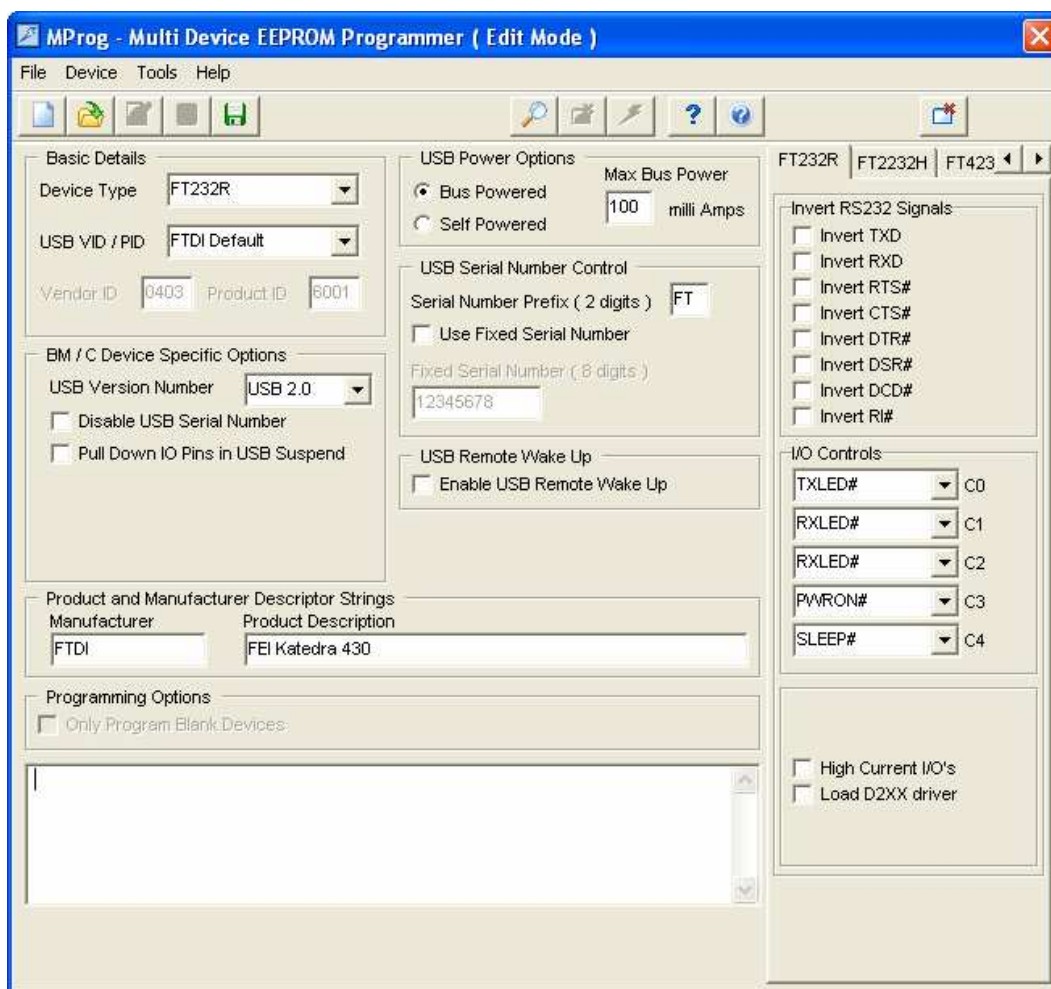 MProg - Multi Device EEPROM Programmer ( Edit Mode )
File Device Tools Help
Basic Details
Device Type FT232R
USB VID / PID FTDI Default
Vendor ID 0403 Product ID 6001
BM / C Device Specific Options
USB Version Number USB 2.0
Disable USB Serial Number
Pull Down IO Pins in USB Suspend
USB Power Options
Bus Powered
Self Powered
Max Bus Power
100 milli Amps
USB Serial Number Control
Serial Number Prefix ( 2 digits ) FT
Use Fixed Serial Number
Fixed Serial Number ( 8 digits )
12345678
USB Remote Wake Up
Enable USB Remote Wake Up
Product and Manufacturer Descriptor Strings
Manufacturer Product Description
FTDI FEI Katedra 430
Programming Options
Only Program Blank Devices
FT232R FT2232H FT423
Invert RS232 Signals
Invert TXD
Invert RXD
Invert RTS#
Invert CTS#
Invert DTR#
Invert DSR#
Invert DCD#
Invert RI#
I/O Controls
TXLED# C0
RXLED# C1
RXLED# C2
PWRON# C3
SLEEP# C4
High Current I/O's
Load D2XX driver